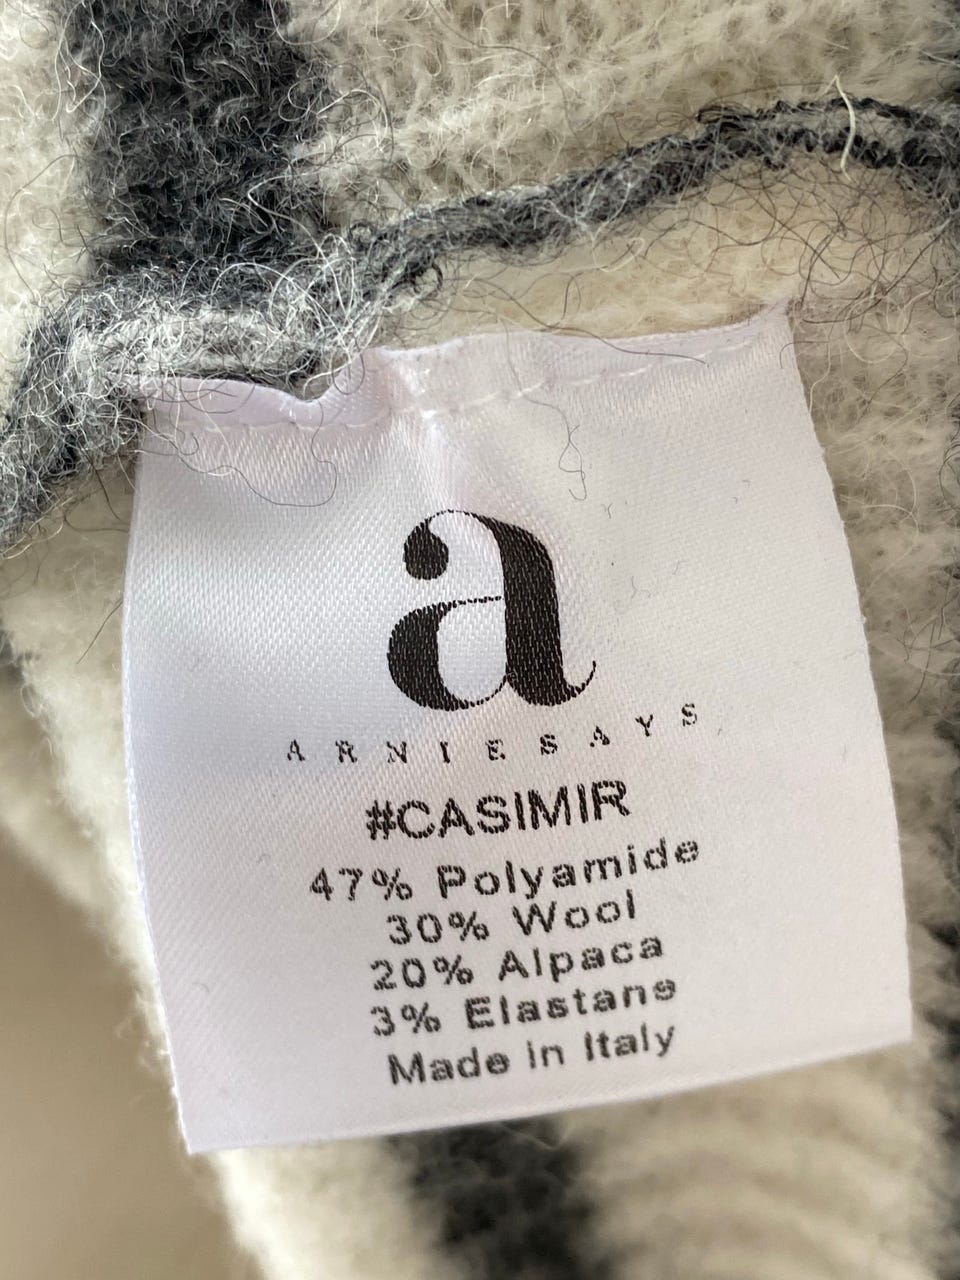 a
ARNIESAYS
#CASIMIR
47% Polyamide
30% Wool
20% Alpaca
3% Elastane
Made in Italy